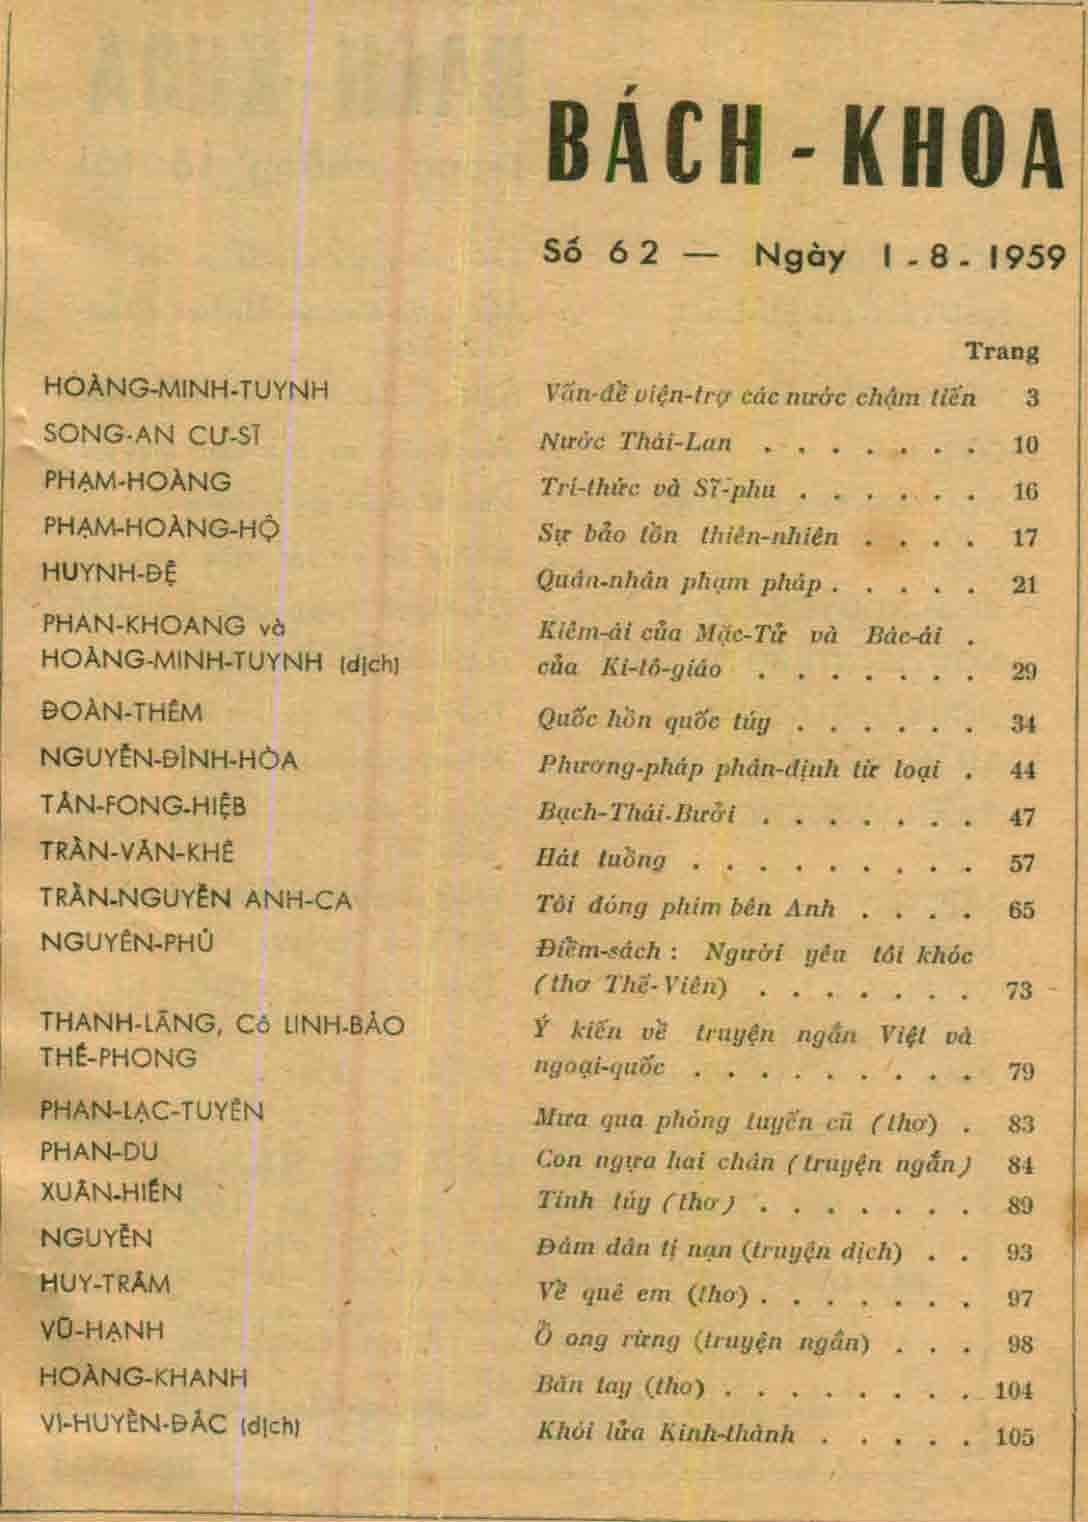 BÁCH - KHOA
Số 62 — Ngày 1 - 8 - 1959
Trang
HOÀNG-MINH-TUYNH Vấn-đề viện-trợ các nước chậm tiến 3
SONG-AN CƯ-SĨ Nước Thái-Lan . . . . . . . 10
PHẠM-HOÀNG Trí-thức và Sĩ-phu . . . . . . 16
PHẠM-HOÀNG-HỘ Sự bảo tồn thiên-nhiên . . . . 17
HUYNH-ĐỆ Quân-nhân phạm pháp . . . . . 21
PHAN-KHOANG và Kiêm-ái của Mặc-Tử và Bác-ái .
HOÀNG-MINH-TUYNH (dịch) của Ki-tô-giáo . . . . . . . 29
ĐOÀN-THÊM Quốc hồn quốc túy . . . . . . 34
NGUYỄN-ĐÌNH-HÒA Phương-pháp phân-định từ loại . 44
TÂN-FONG-HIỆB Bạch-Thái-Bưởi . . . . . . . 47
TRẦN-VĂN-KHÊ Hát tuồng . . . . . . . . . 57
TRẦN-NGUYỄN ANH-CA Tôi đóng phim bên Anh . . . . 65
NGUYÊN-PHỦ Điểm-sách : Người yêu tôi khóc
(thơ Thế-Viên) . . . . . . . 73
THANH-LÃNG, Cô LINH-BẢO Ý kiến về truyện ngắn Việt và
THẾ-PHONG ngoại-quốc . . . . . . . . . 79
PHAN-LẠC-TUYÊN Mưa qua phòng tuyến cũ (thơ) . 83
PHAN-DU Con ngựa hai chân (truyện ngắn) 84
XUÂN-HIẾN Tinh túy (thơ) . . . . . . . 89
NGUYỄN Đám dân tị nạn (truyện dịch) . . 93
HUY-TRÂM Về quê em (thơ) . . . . . . . 97
VŨ-HẠNH Ổ ong rừng (truyện ngắn) . . . 98
HOÀNG-KHANH Bàn tay (thơ) . . . . . . . . 104
VI-HUYỀN-ĐẮC (dịch) Khói lửa Kinh-thành . . . . . 105